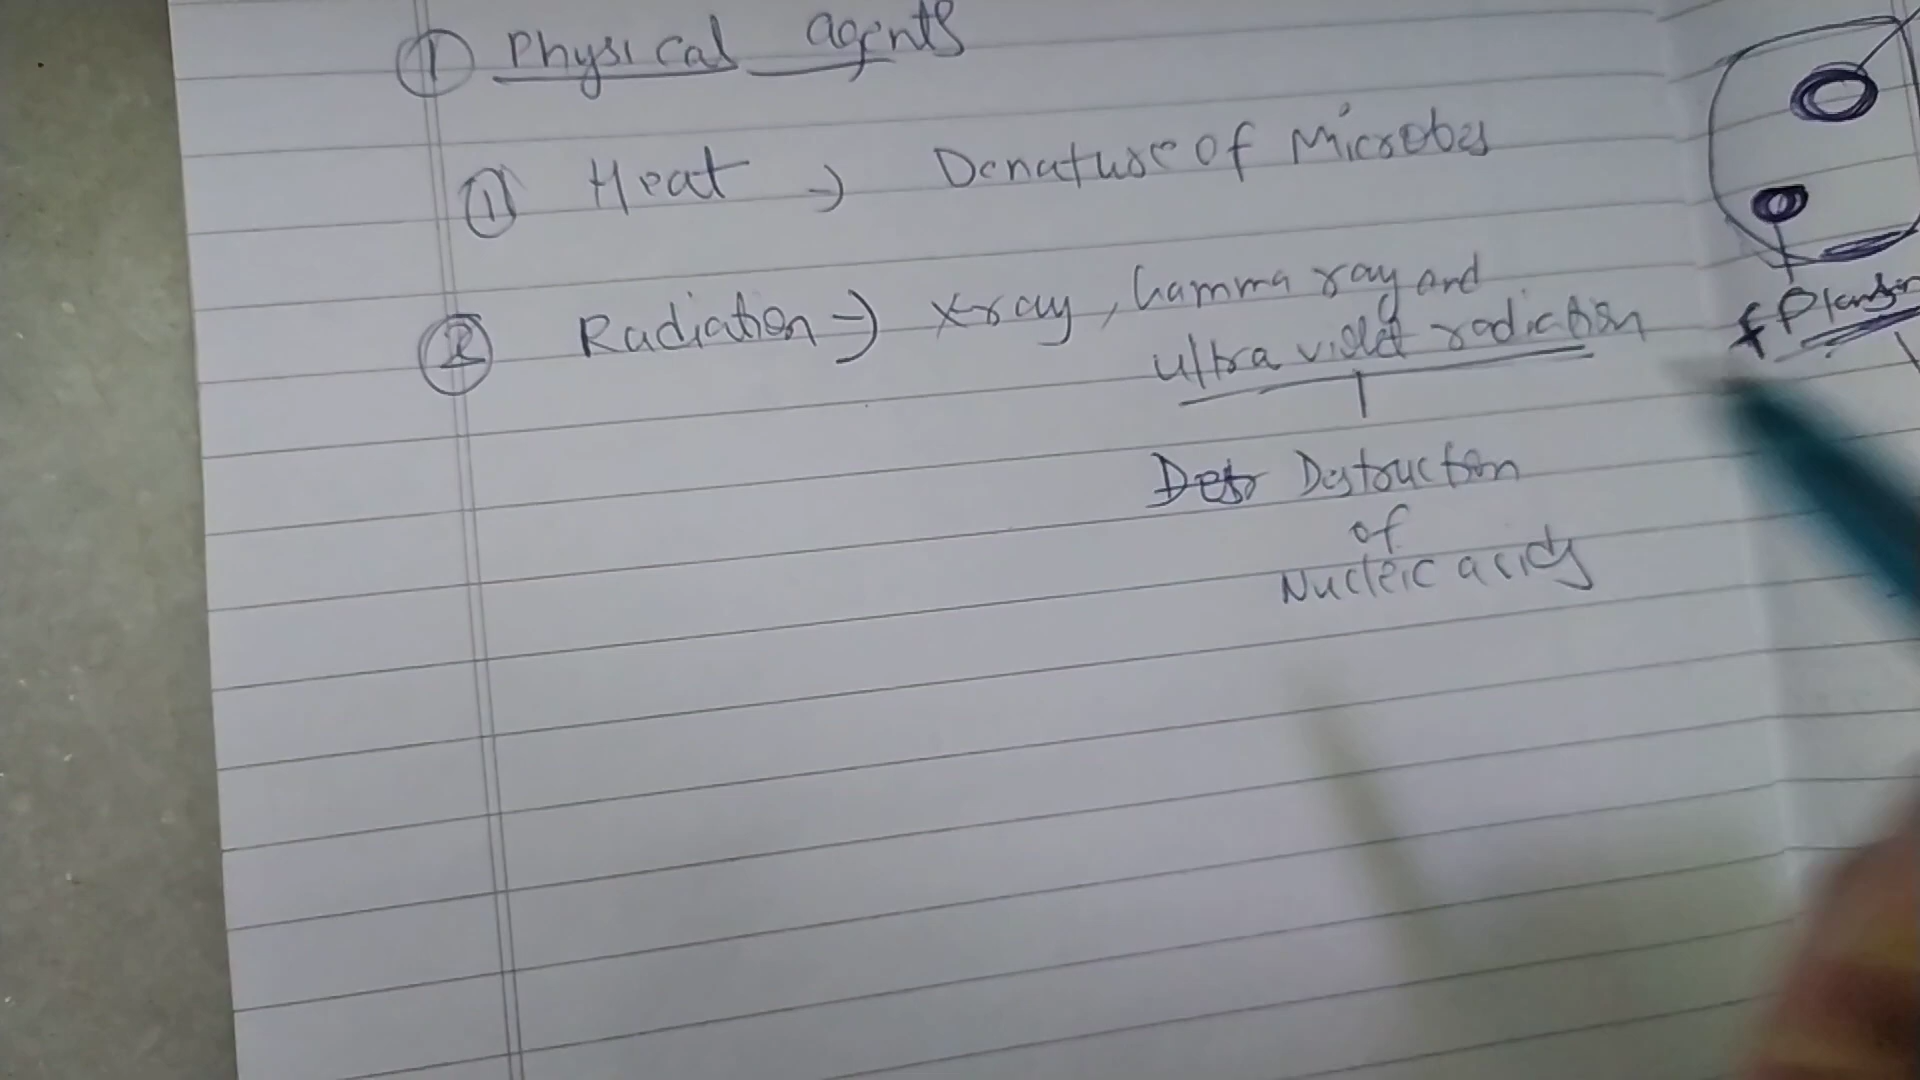 ① Physical agents
① Heat → Denature of Microbes
② Radiation → X-ray, Gamma ray and
ultra violet radiation
Destruction
of
Nucleic acids